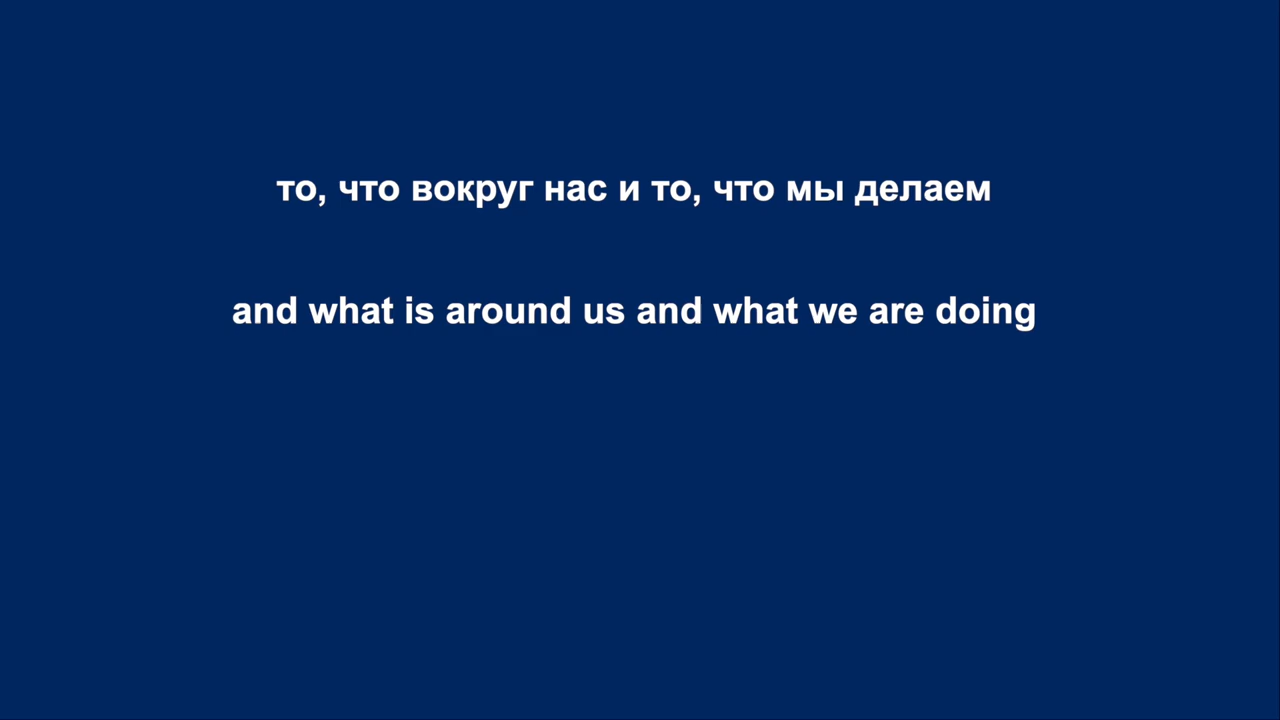 то, что вокруг нас и то, что мы делаем
and what is around us and what we are doing